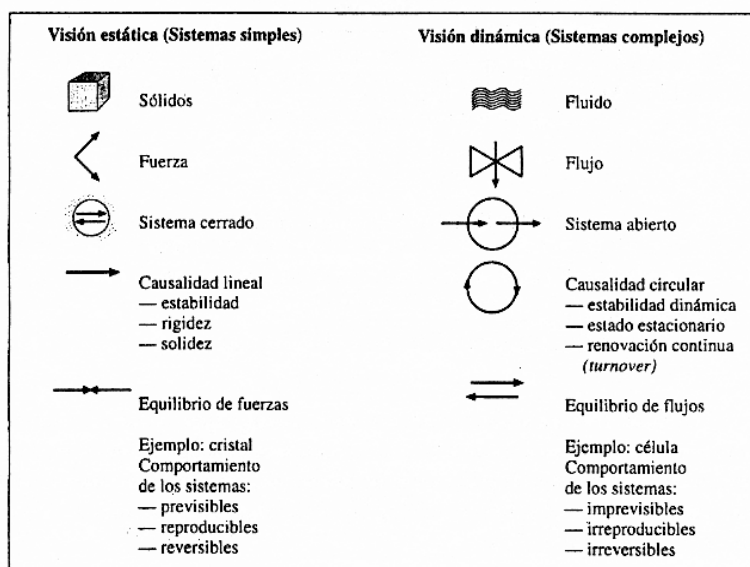 Visión estática (Sistemas simples)
Sólidos
Fuerza
Sistema cerrado
Causalidad lineal
— estabilidad
— rigidez
— solidez
Equilibrio de fuerzas
Ejemplo: cristal
Comportamiento
de los sistemas:
— previsibles
— reproducibles
— reversibles
Visión dinámica (Sistemas complejos)
Fluido
Flujo
Sistema abierto
Causalidad circular
— estabilidad dinámica
— estado estacionario
— renovación continua
(turnover)
Equilibrio de flujos
Ejemplo: célula
Comportamiento
de los sistemas:
— imprevisibles
— irreproducibles
— irreversibles